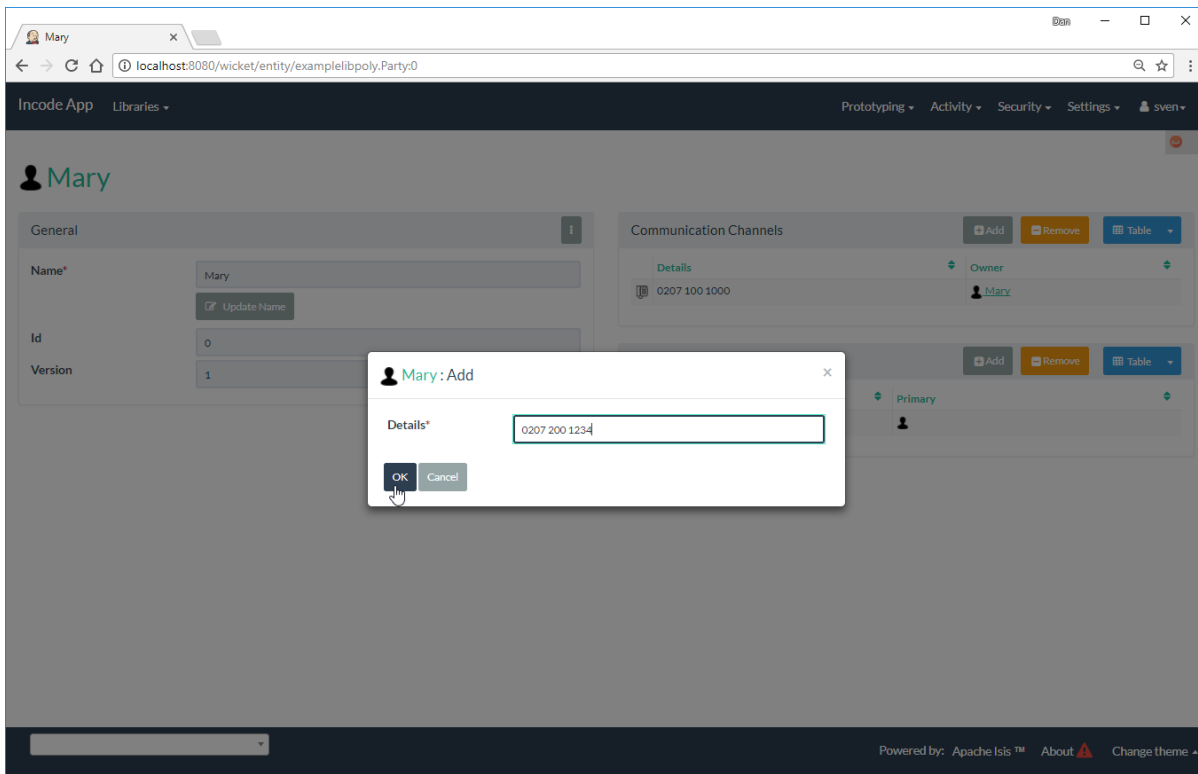 Mary
Dan
localhost:8080/wicket/entity/examplelibpoly.Party:0
Incode App Libraries Prototyping Activity Security Settings sven
Mary
General
Communication Channels Add Remove Table
Name* Mary
Update Name
Details Owner
0207 100 1000 Mary
Id 0
Version 1
Add Remove Table
Primary
Mary : Add
Details* 0207 200 1234
OK Cancel
Powered by: Apache Isis ™ About Change theme